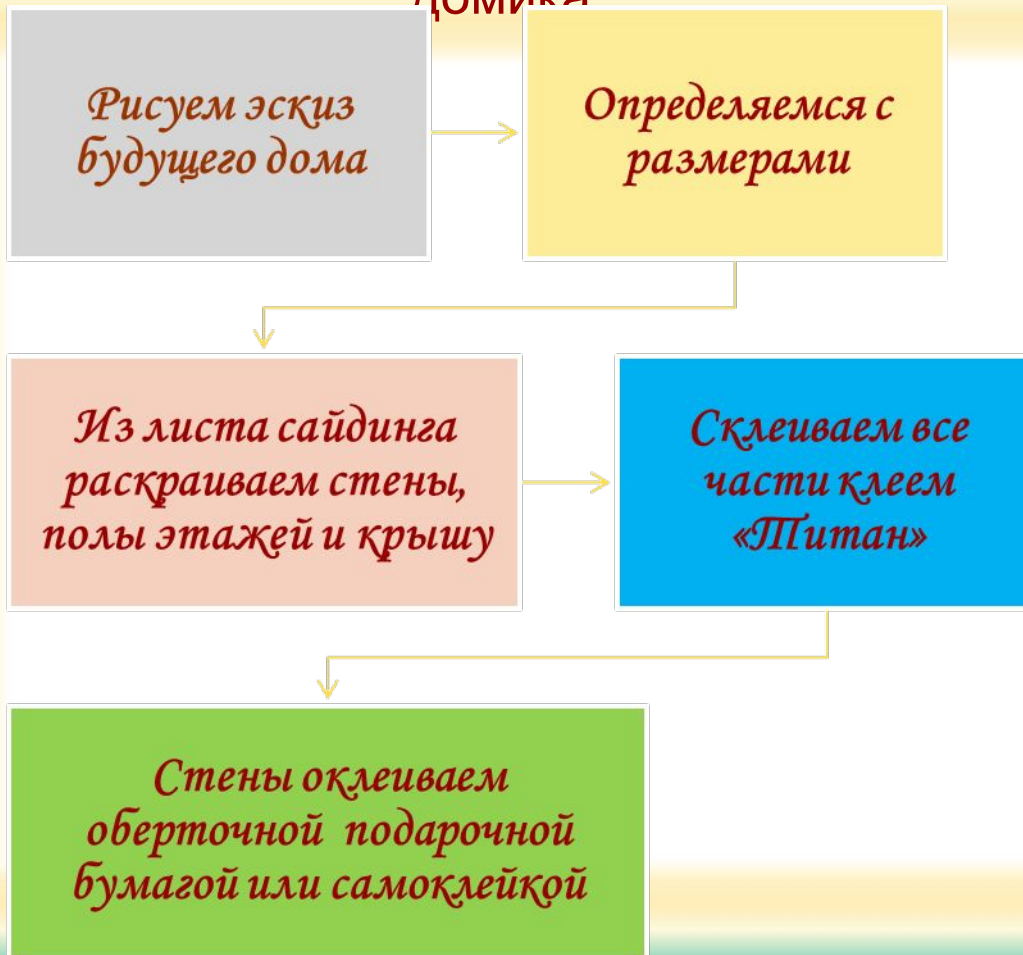 домика
Рисуем эскиз
будущего дома
Определяемся с
размерами
Из листа сайдинга
раскраиваем стены,
полы этажей и крышу
Склеиваем все
части клеем
«Титан»
Стены оклеиваем
оберточной подарочной
бумагой или самоклейкой